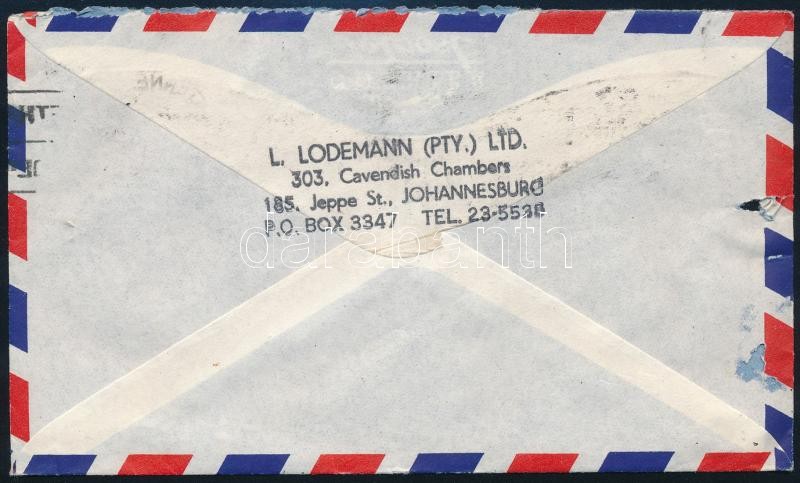 L. LODEMANN (PTY.) LTD.
303, Cavendish Chambers
185, Jeppe St., JOHANNESBURG
P.O. BOX 3347 TEL. 23-5538
darabanth